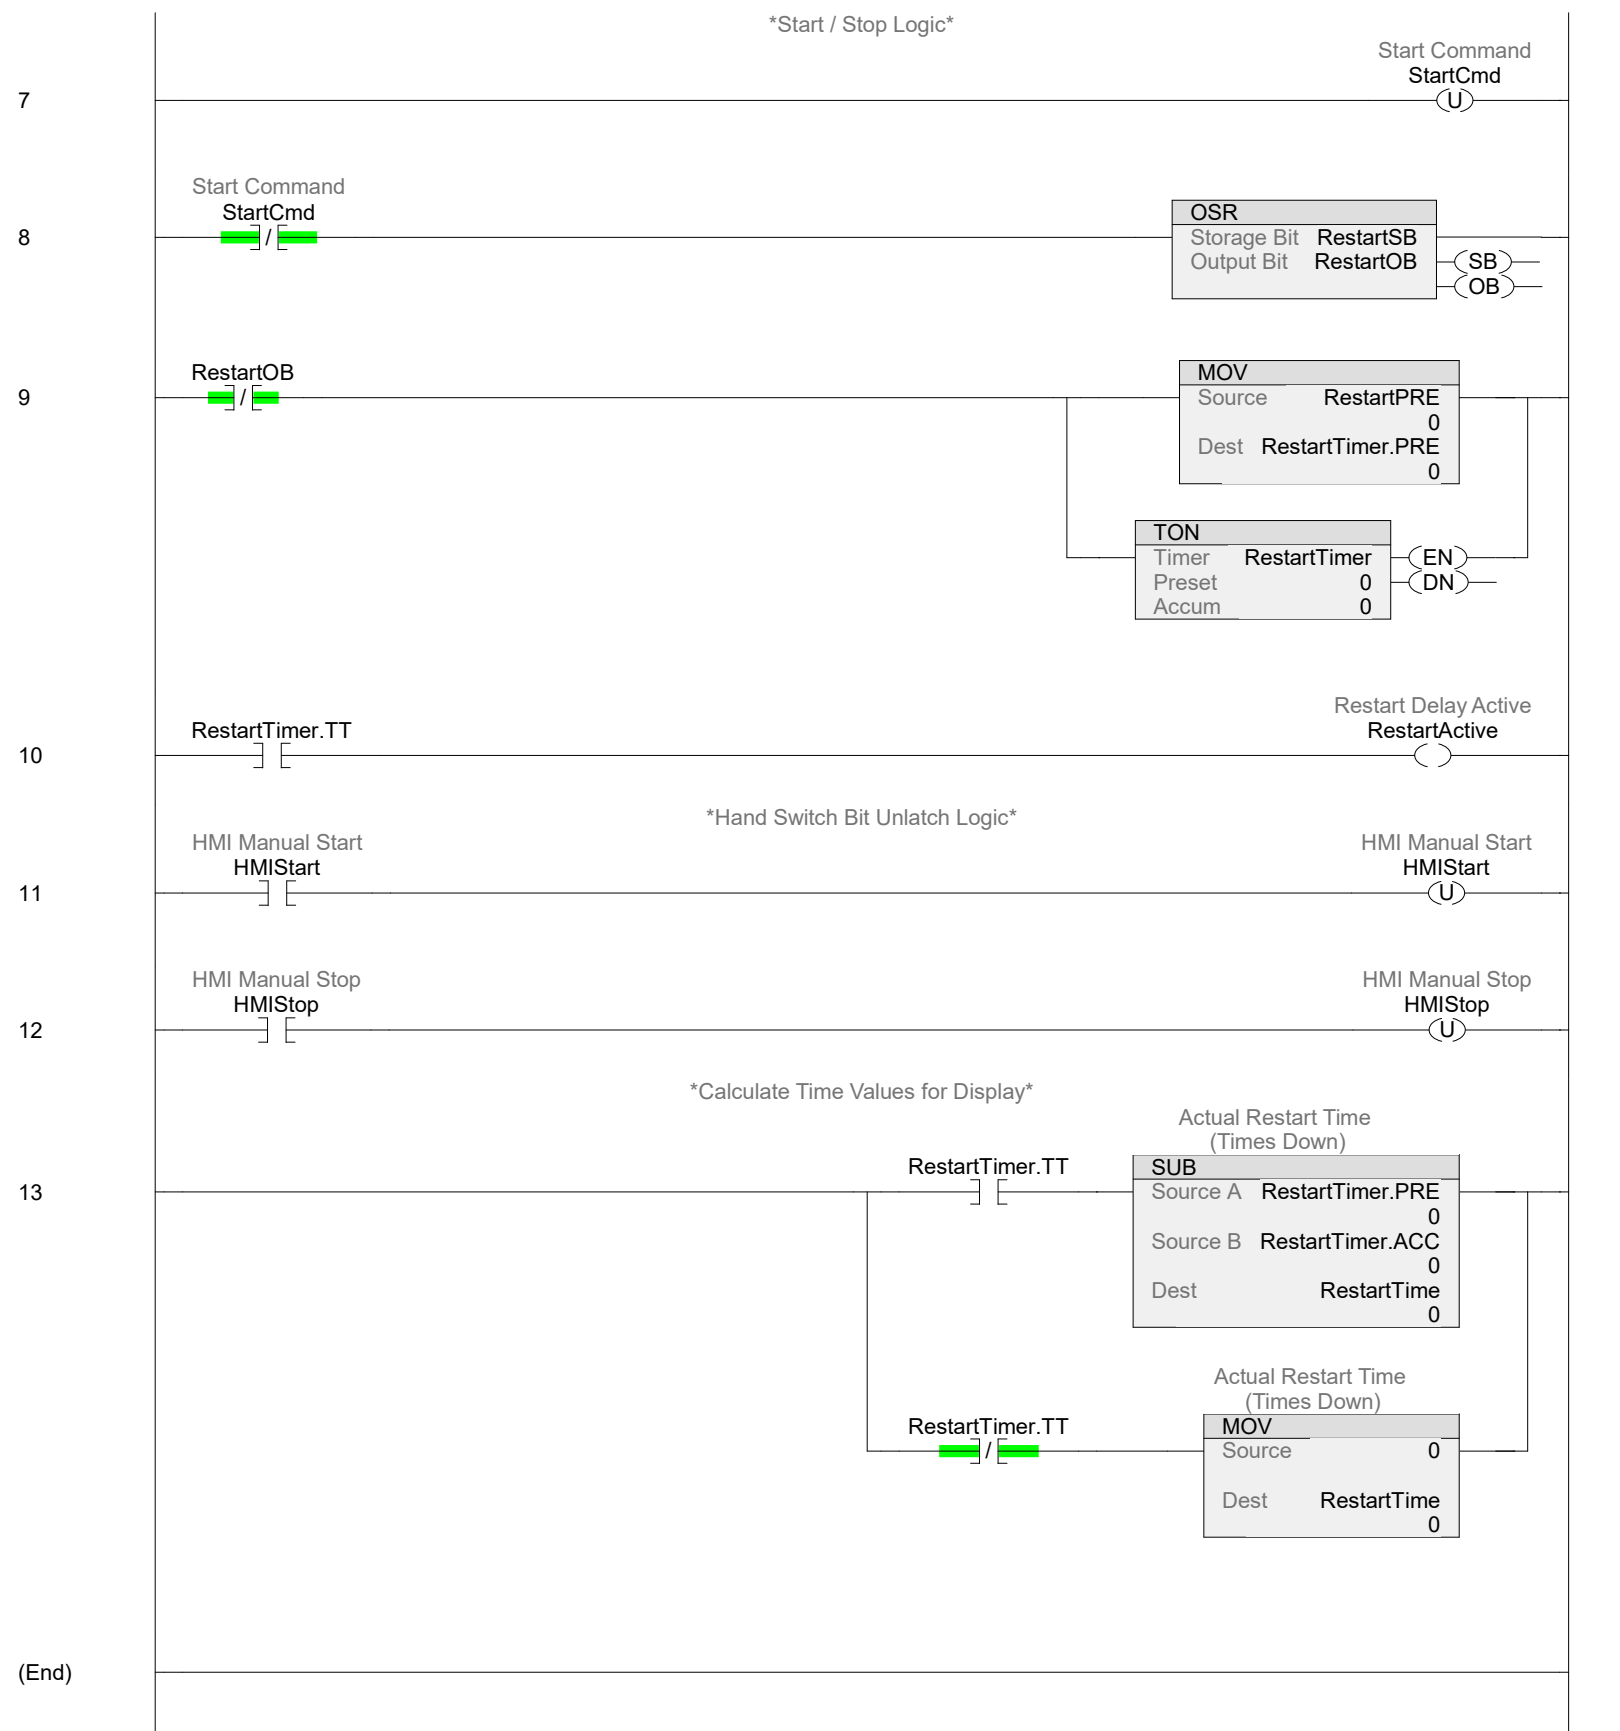 *Start / Stop Logic*
Start Command
StartCmd
7
U
Start Command
StartCmd
8
/
OSR
Storage Bit RestartSB
Output Bit RestartOB
SB
OB
RestartOB
9
/
MOV
Source RestartPRE
0
Dest RestartTimer.PRE
0
TON
Timer RestartTimer
Preset 0
Accum 0
EN
DN
Restart Delay Active
RestartTimer.TT
RestartActive
10
*Hand Switch Bit Unlatch Logic*
HMI Manual Start
HMIStart
HMI Manual Start
HMIStart
11
U
HMI Manual Stop
HMIStop
HMI Manual Stop
HMIStop
12
U
*Calculate Time Values for Display*
Actual Restart Time
(Times Down)
13
RestartTimer.TT
SUB
Source A RestartTimer.PRE
0
Source B RestartTimer.ACC
0
Dest RestartTime
0
Actual Restart Time
(Times Down)
RestartTimer.TT
/
MOV
Source 0
Dest RestartTime
0
(End)